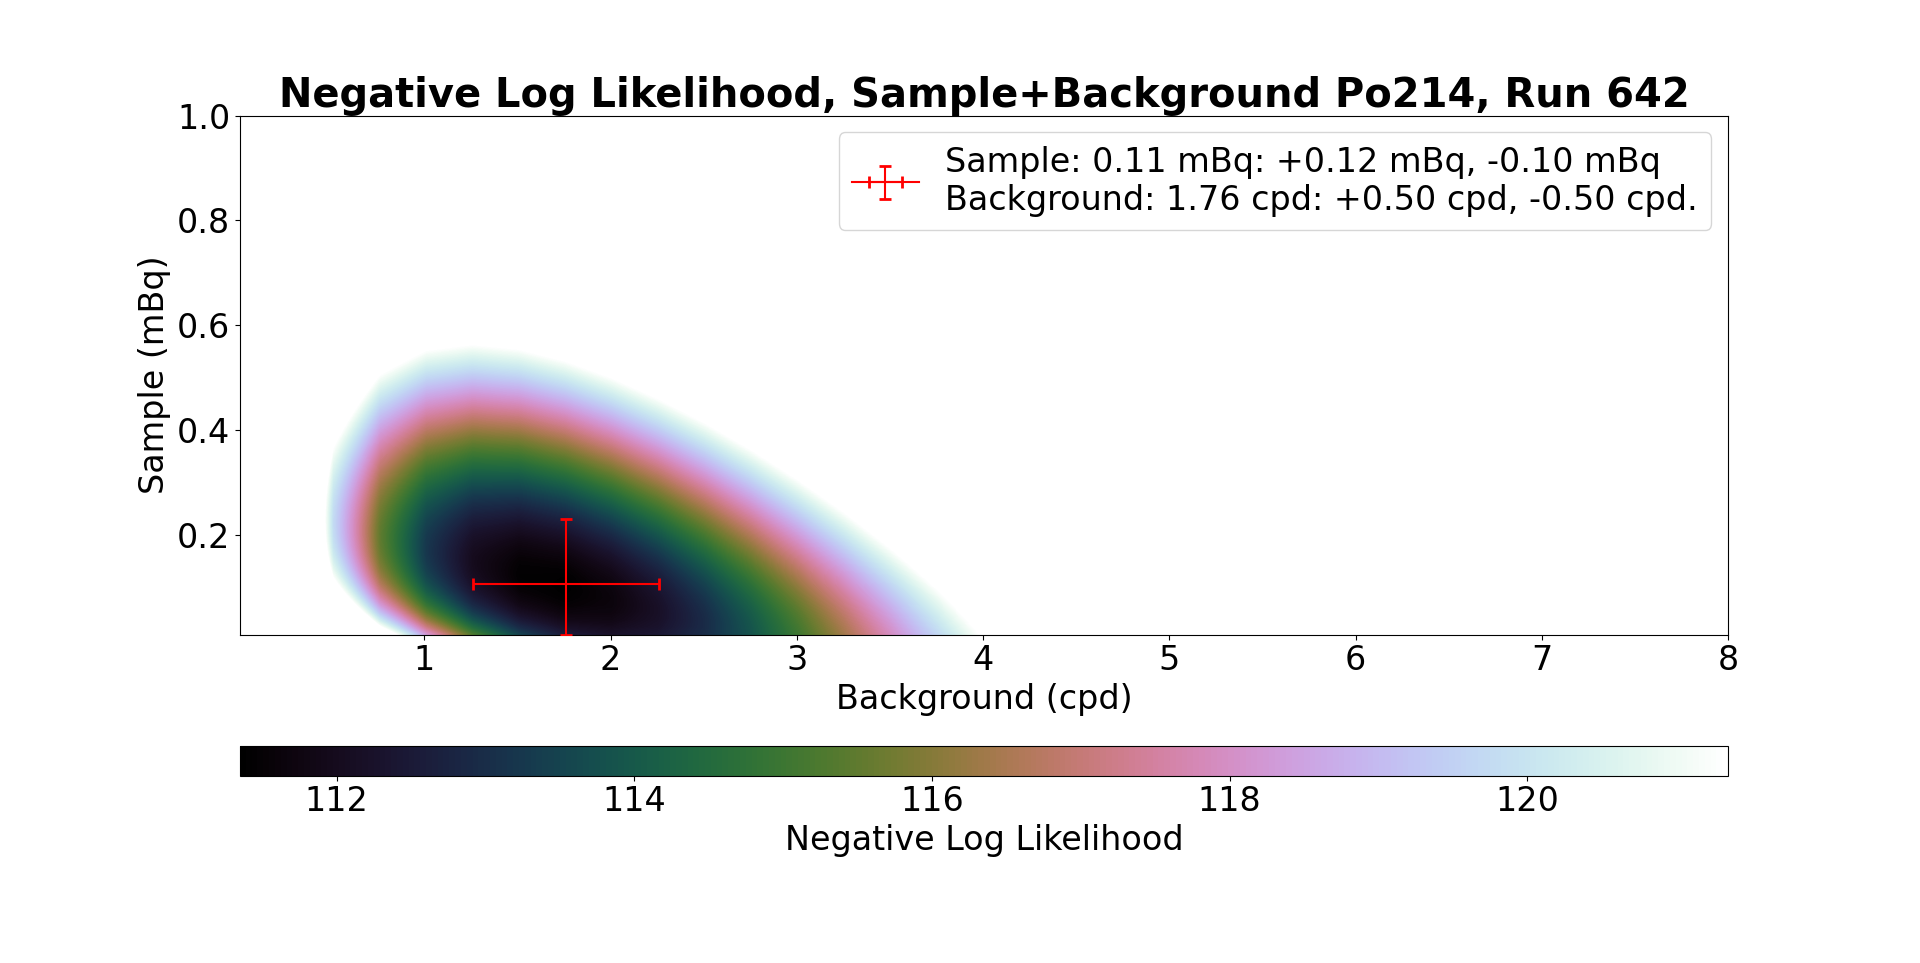 Negative Log Likelihood, Sample+Background Po214, Run 642
Sample: 0.11 mBq: +0.12 mBq, -0.10 mBq
Background: 1.76 cpd: +0.50 cpd, -0.50 cpd.
1.0
0.8
0.6
0.4
0.2
Sample (mBq)
1 2 3 4 5 6 7 8
Background (cpd)
112 114 116 118 120
Negative Log Likelihood